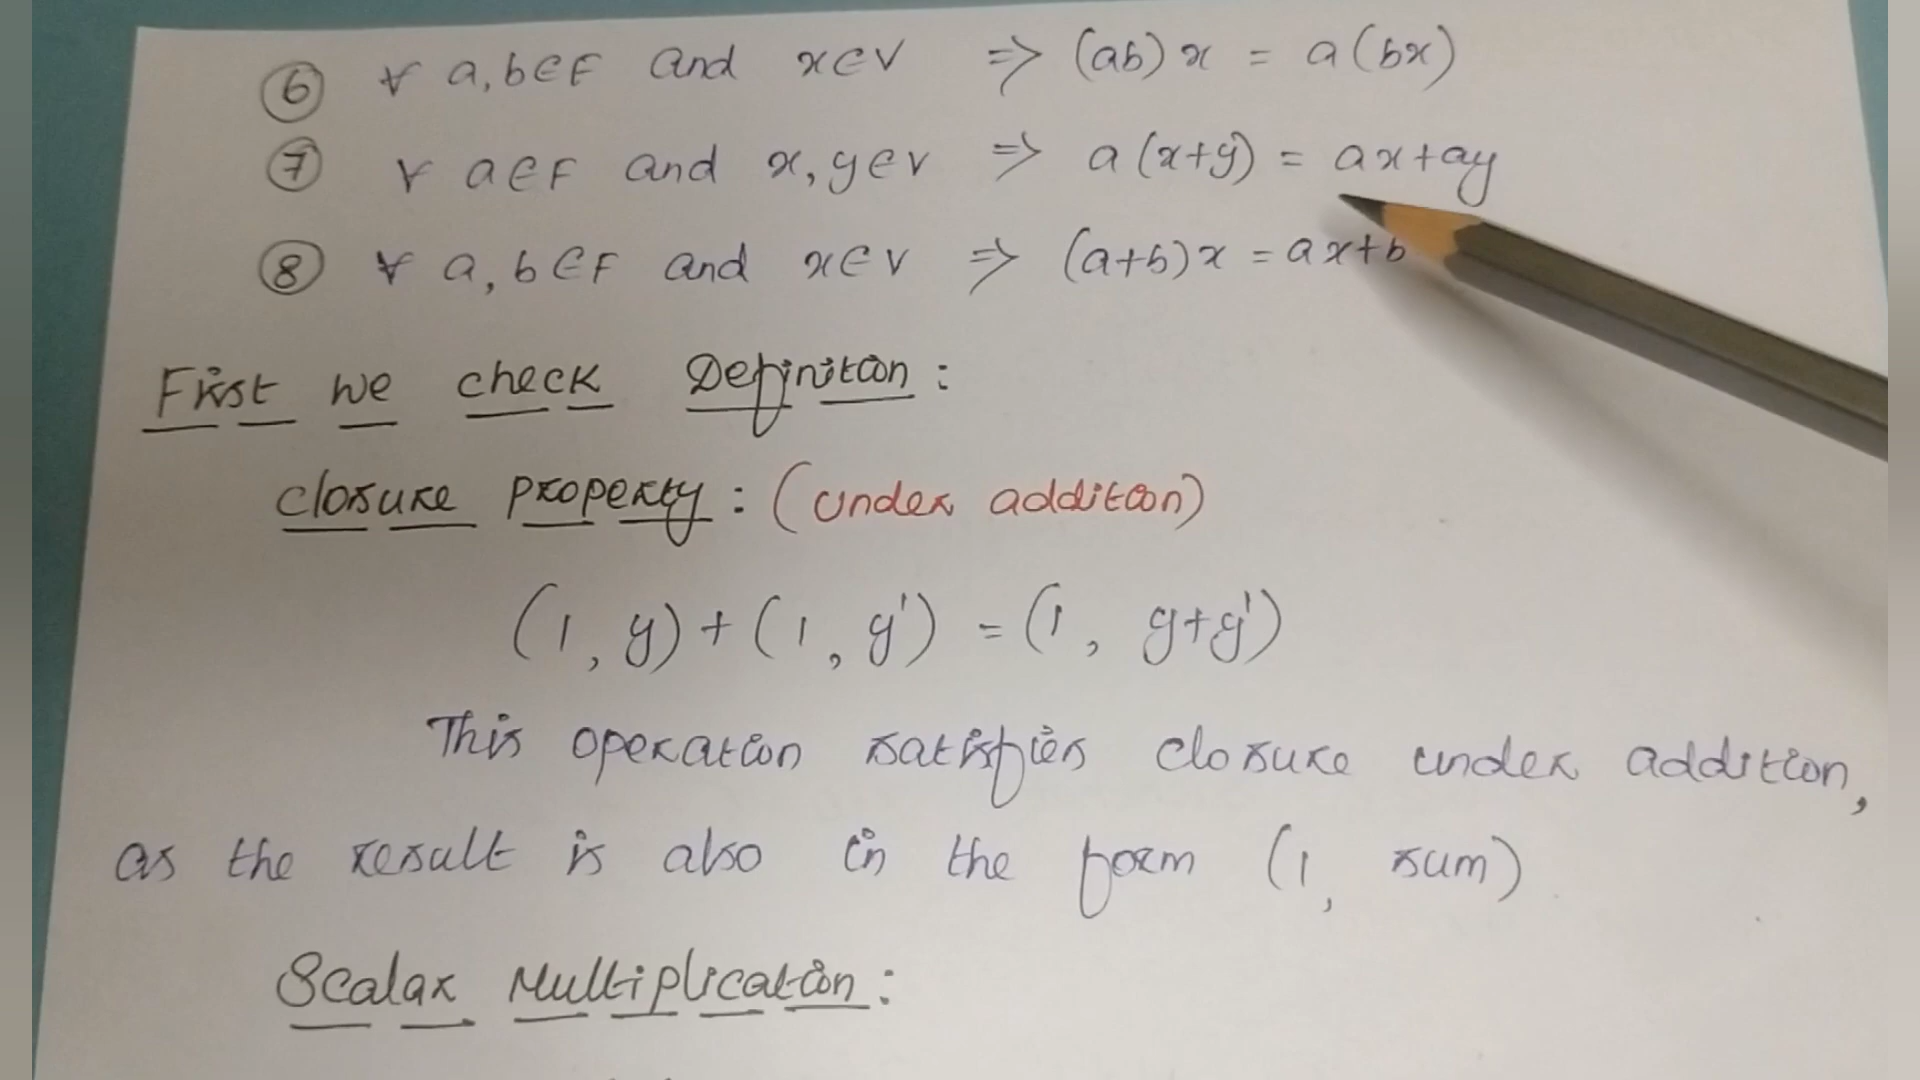 ⑥ ∀ a, b∈F and x∈V ⇒ (ab)x = a(bx)
⑦ ∀ a∈F and x, y∈V ⇒ a(x+y) = ax+ay
⑧ ∀ a, b∈F and x∈V ⇒ (a+b)x = ax+b
First we check Definiton :
closure property : (under additon)
(1, y) + (1, y') = (1, y+y')
This operation satisfies closure under addition,
as the result is also in the form (1, sum)
Scalar Multiplication :